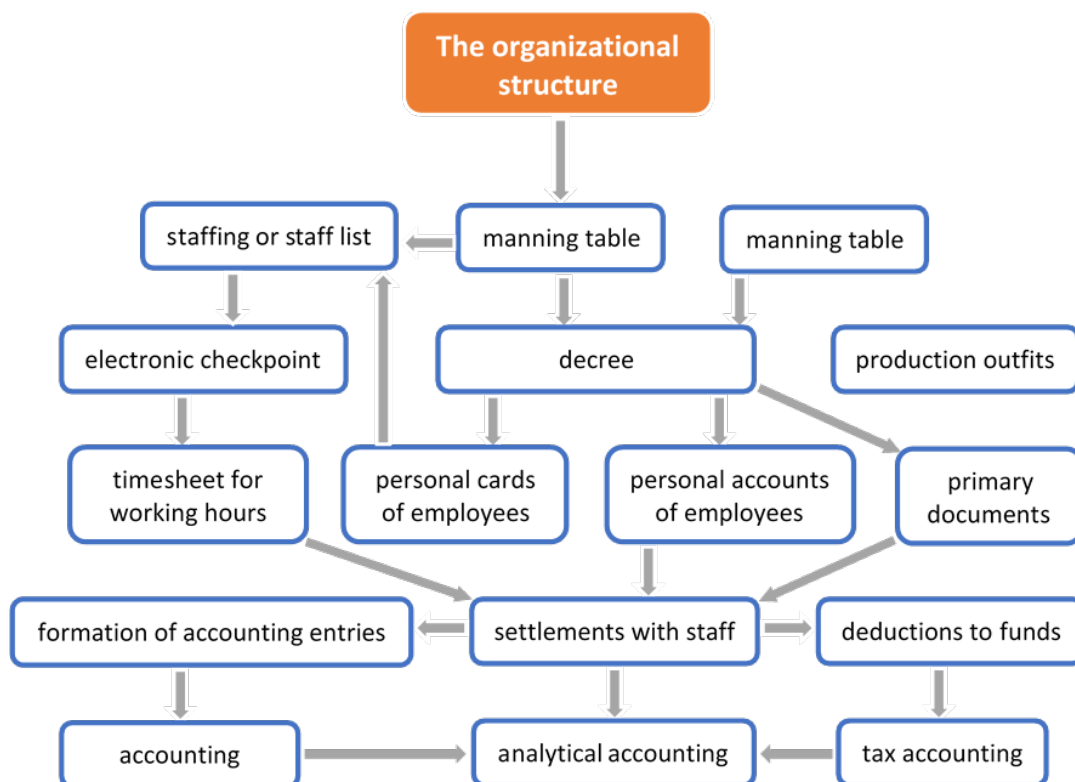 The organizational
structure
staffing or staff list
manning table
manning table
electronic checkpoint
decree
production outfits
timesheet for
working hours
personal cards
of employees
personal accounts
of employees
primary
documents
formation of accounting entries
settlements with staff
deductions to funds
accounting
analytical accounting
tax accounting